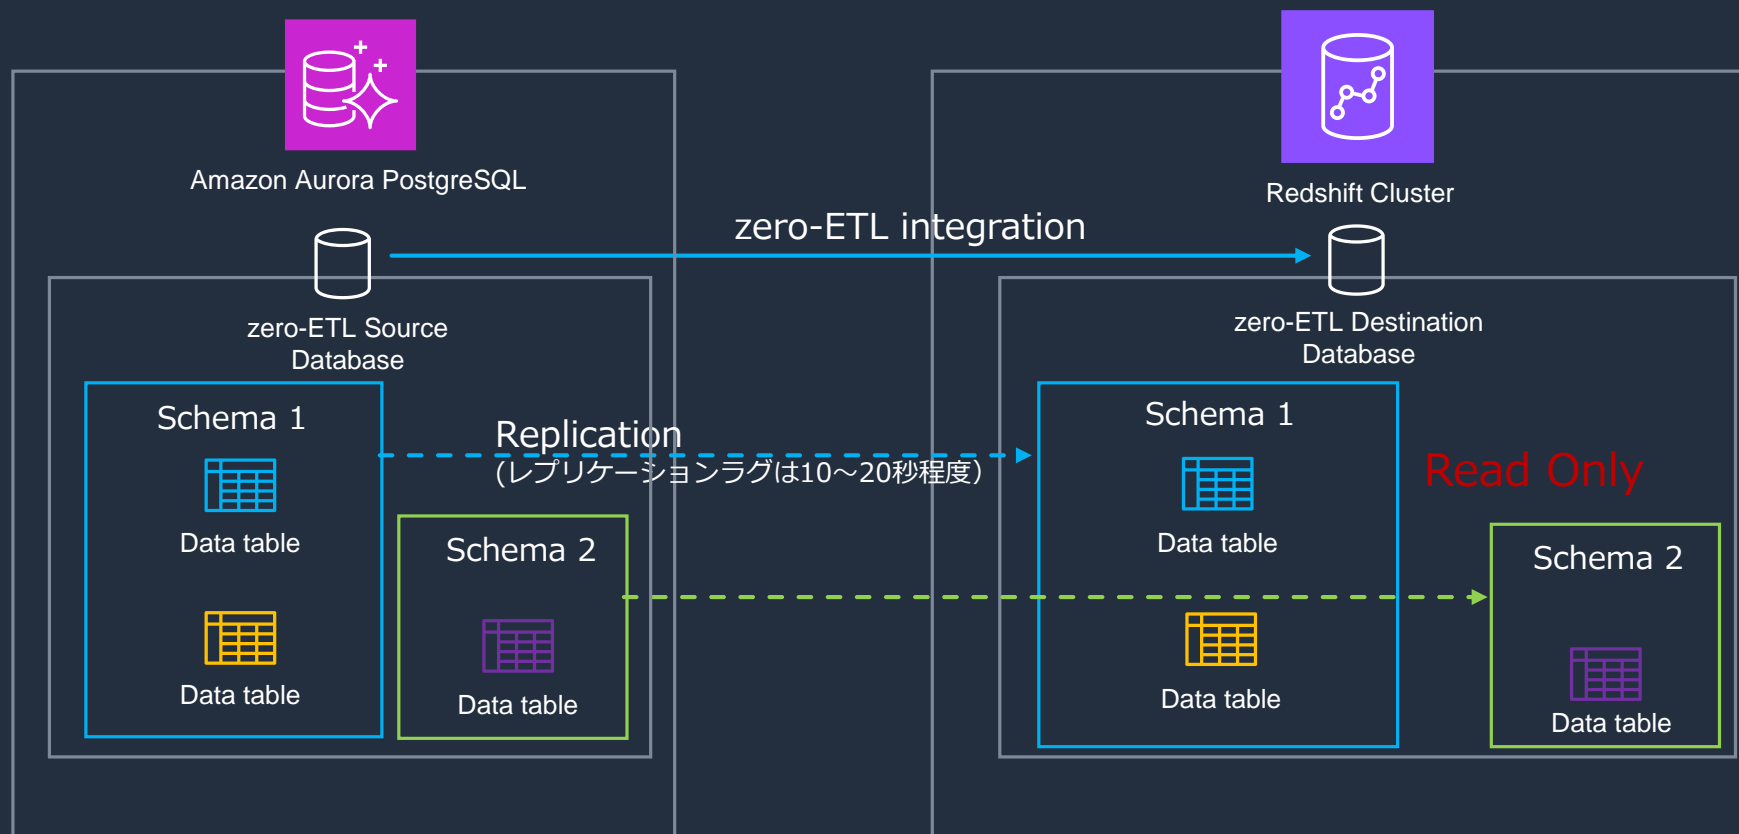 Amazon Aurora PostgreSQL
Redshift Cluster
zero-ETL integration
zero-ETL Source
Database
zero-ETL Destination
Database
Schema 1
Data table
Data table
Schema 2
Data table
Replication
(レプリケーションラグは10～20秒程度)
Schema 1
Data table
Data table
Read Only
Schema 2
Data table